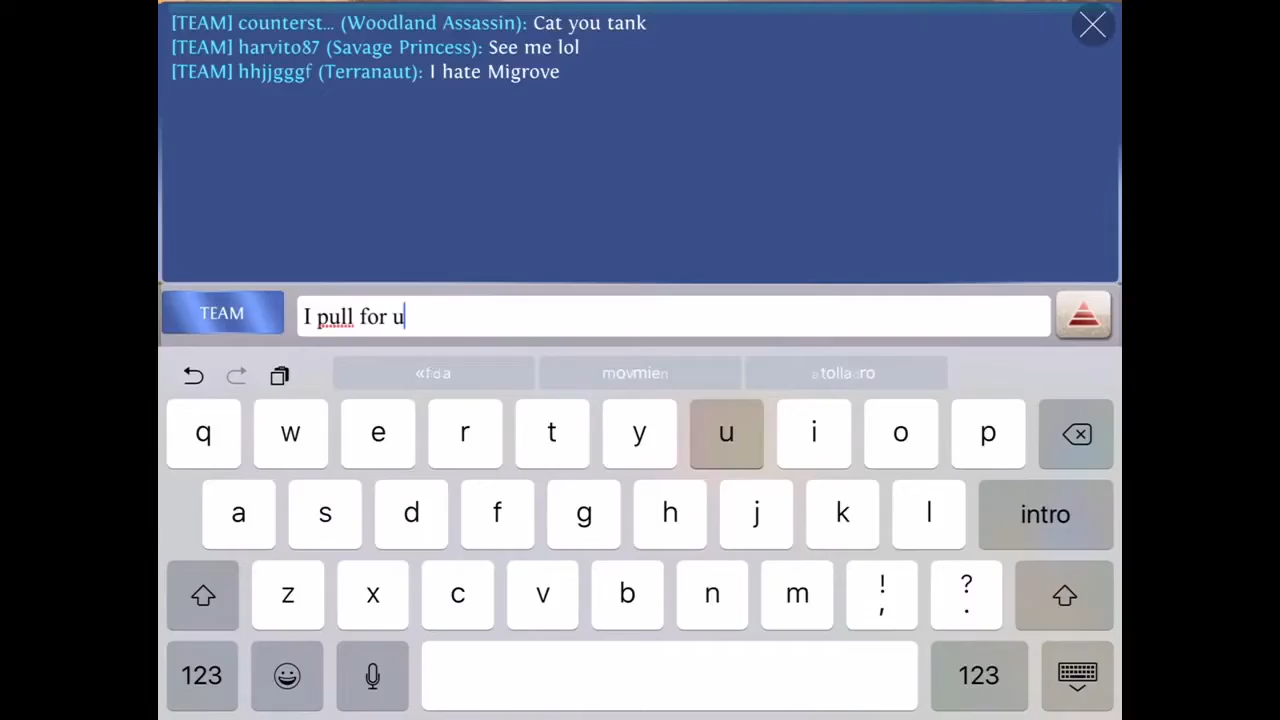 [TEAM] counterst... (Woodland Assassin): Cat you tank
[TEAM] harvito87 (Savage Princess): See me lol
[TEAM] hhjjgggf (Terranaut): I hate Migrove
TEAM I pull for u
q w e r t y u i o p
a s d f g h j k l intro
z x c v b n m ! , ? .
123 123